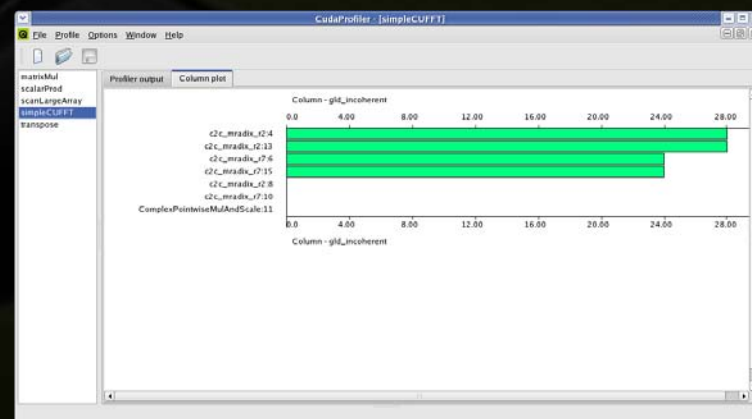 CudaProfiler - [simpleCUFFT]
File Profile Options Window Help
matrixMul
scalarProd
scanLargeArray
simpleCUFFT
transpose
Profiler output Column plot
Column - gld_incoherent
0.0 4.00 8.00 12.00 16.00 20.00 24.00 28.00
c2c_mradix_r2:4
c2c_mradix_r2:13
c2c_mradix_r7:6
c2c_mradix_r7:15
c2c_mradix_r2:8
c2c_mradix_r7:10
ComplexPointwiseMulAndScale:11
0.0 4.00 8.00 12.00 16.00 20.00 24.00 28.00
Column - gld_incoherent